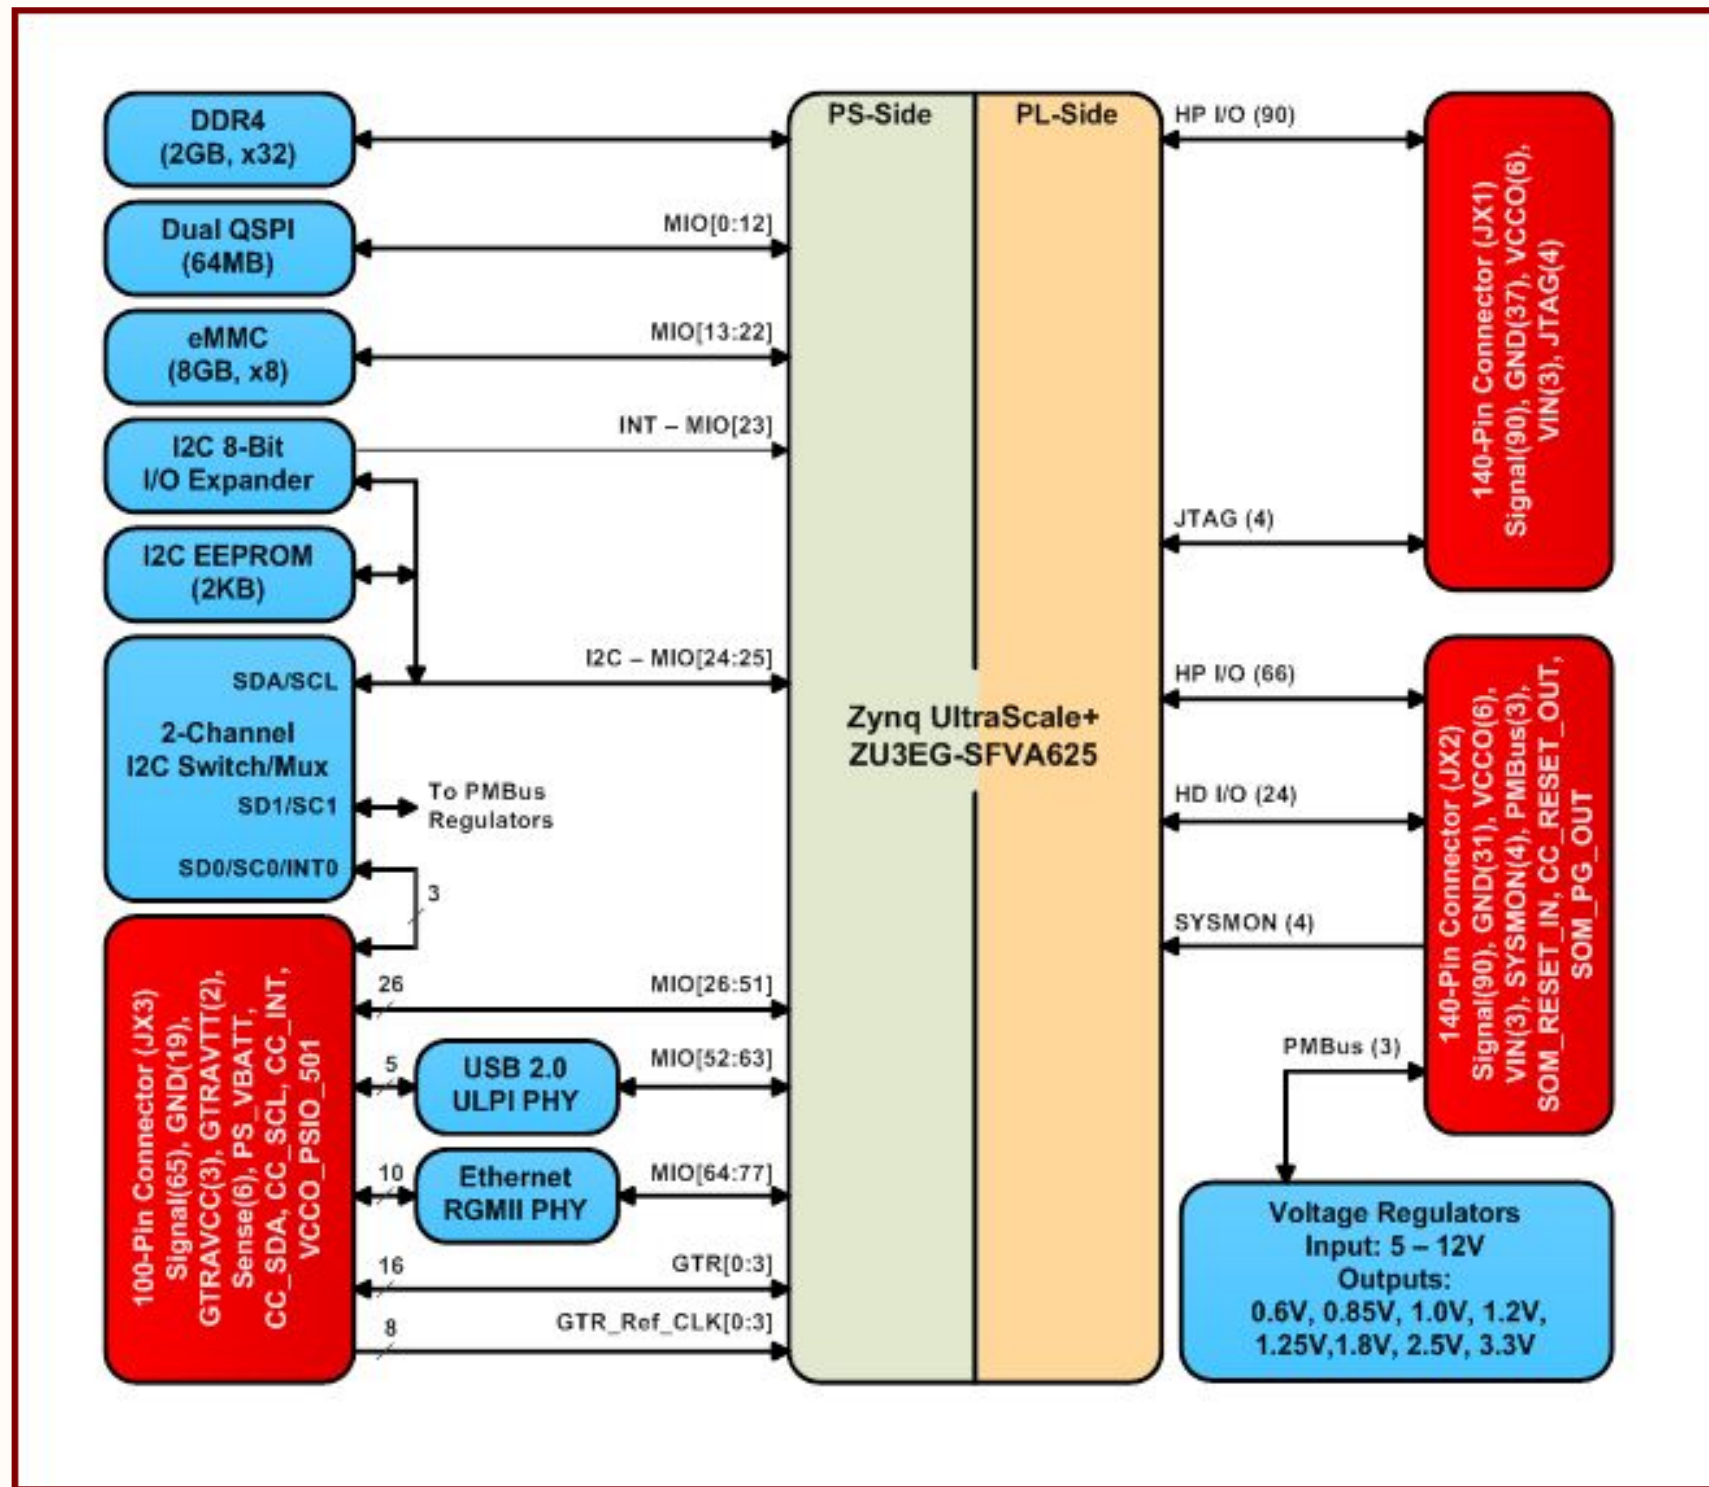 DDR4
(2GB, x32)
Dual QSPI
(64MB)
MIO[0:12]
eMMC
(8GB, x8)
MIO[13:22]
I2C 8-Bit
I/O Expander
INT – MIO[23]
I2C EEPROM
(2KB)
I2C – MIO[24:25]
SDA/SCL
2-Channel
I2C Switch/Mux
SD1/SC1
To PMBus
Regulators
SD0/SC0/INT0
3
100-Pin Connector (JX3)
Signal(65), GND(19),
GTRAVCC(3), GTRAVTT(2),
Sense(6), PS_VBATT,
CC_SDA, CC_SCL, CC_INT,
VCCO_PSIO_501
26
MIO[26:51]
5
USB 2.0
ULPI PHY
MIO[52:63]
10
Ethernet
RGMII PHY
MIO[64:77]
16
GTR[0:3]
8
GTR_Ref_CLK[0:3]
PS-Side
PL-Side
Zynq UltraScale+
ZU3EG-SFVA625
HP I/O (90)
JTAG (4)
140-Pin Connector (JX1)
Signal(90), GND(37), VCCO(6),
VIN(3), JTAG(4)
HP I/O (66)
HD I/O (24)
SYSMON (4)
PMBus (3)
140-Pin Connector (JX2)
Signal(90), GND(31), VCCO(6),
VIN(3), SYSMON(4), PMBus(3),
SOM_RESET_IN, CC_RESET_OUT,
SOM_PG_OUT
Voltage Regulators
Input: 5 – 12V
Outputs:
0.6V, 0.85V, 1.0V, 1.2V,
1.25V,1.8V, 2.5V, 3.3V